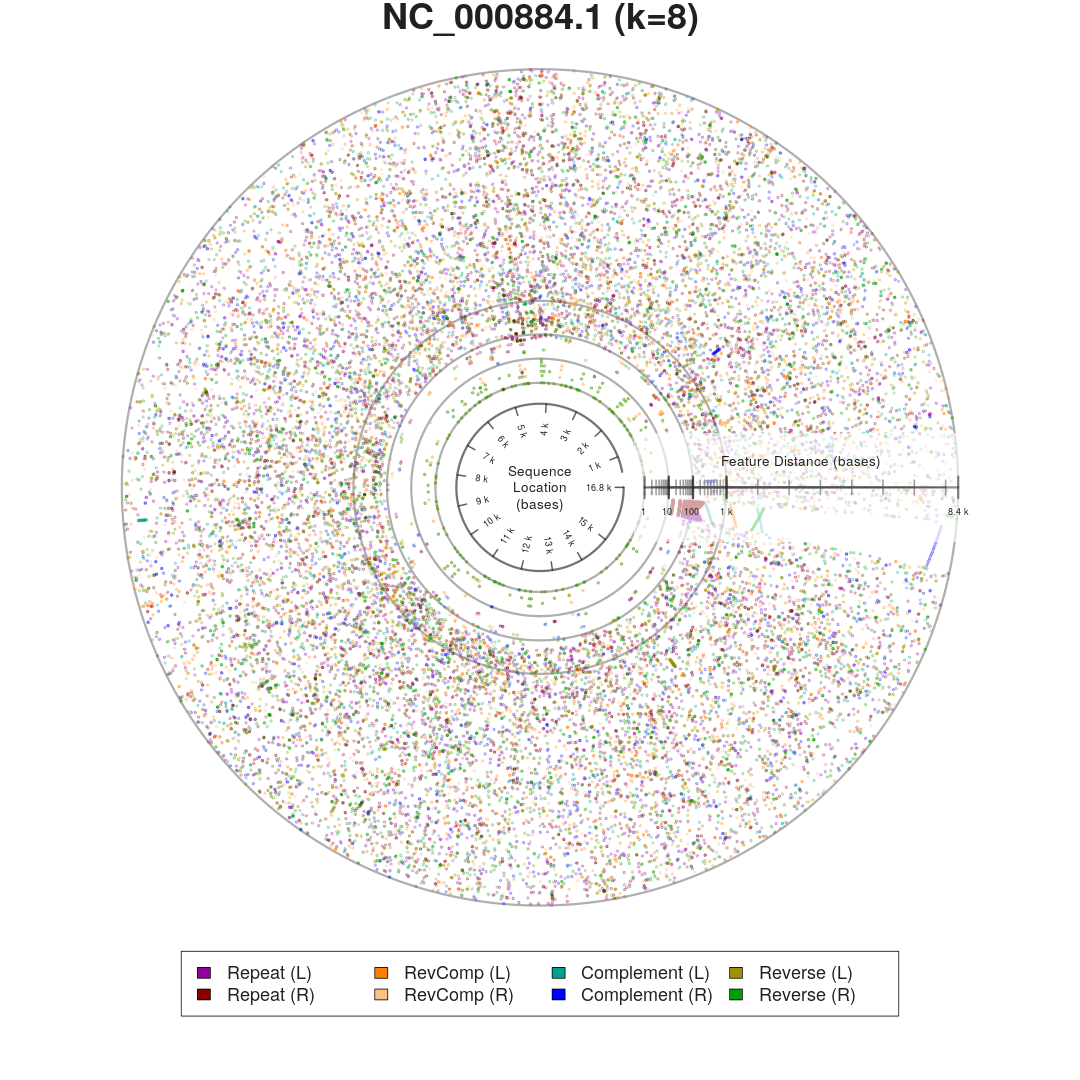 NC_000884.1 (k=8)
Sequence
Location
(bases)
1 k
2 k
3 k
4 k
5 k
6 k
7 k
8 k
9 k
10 k
11 k
12 k
13 k
14 k
15 k
16.8 k
Feature Distance (bases)
1 10 100 1 k 8.4 k
Repeat (L) RevComp (L) Complement (L) Reverse (L)
Repeat (R) RevComp (R) Complement (R) Reverse (R)